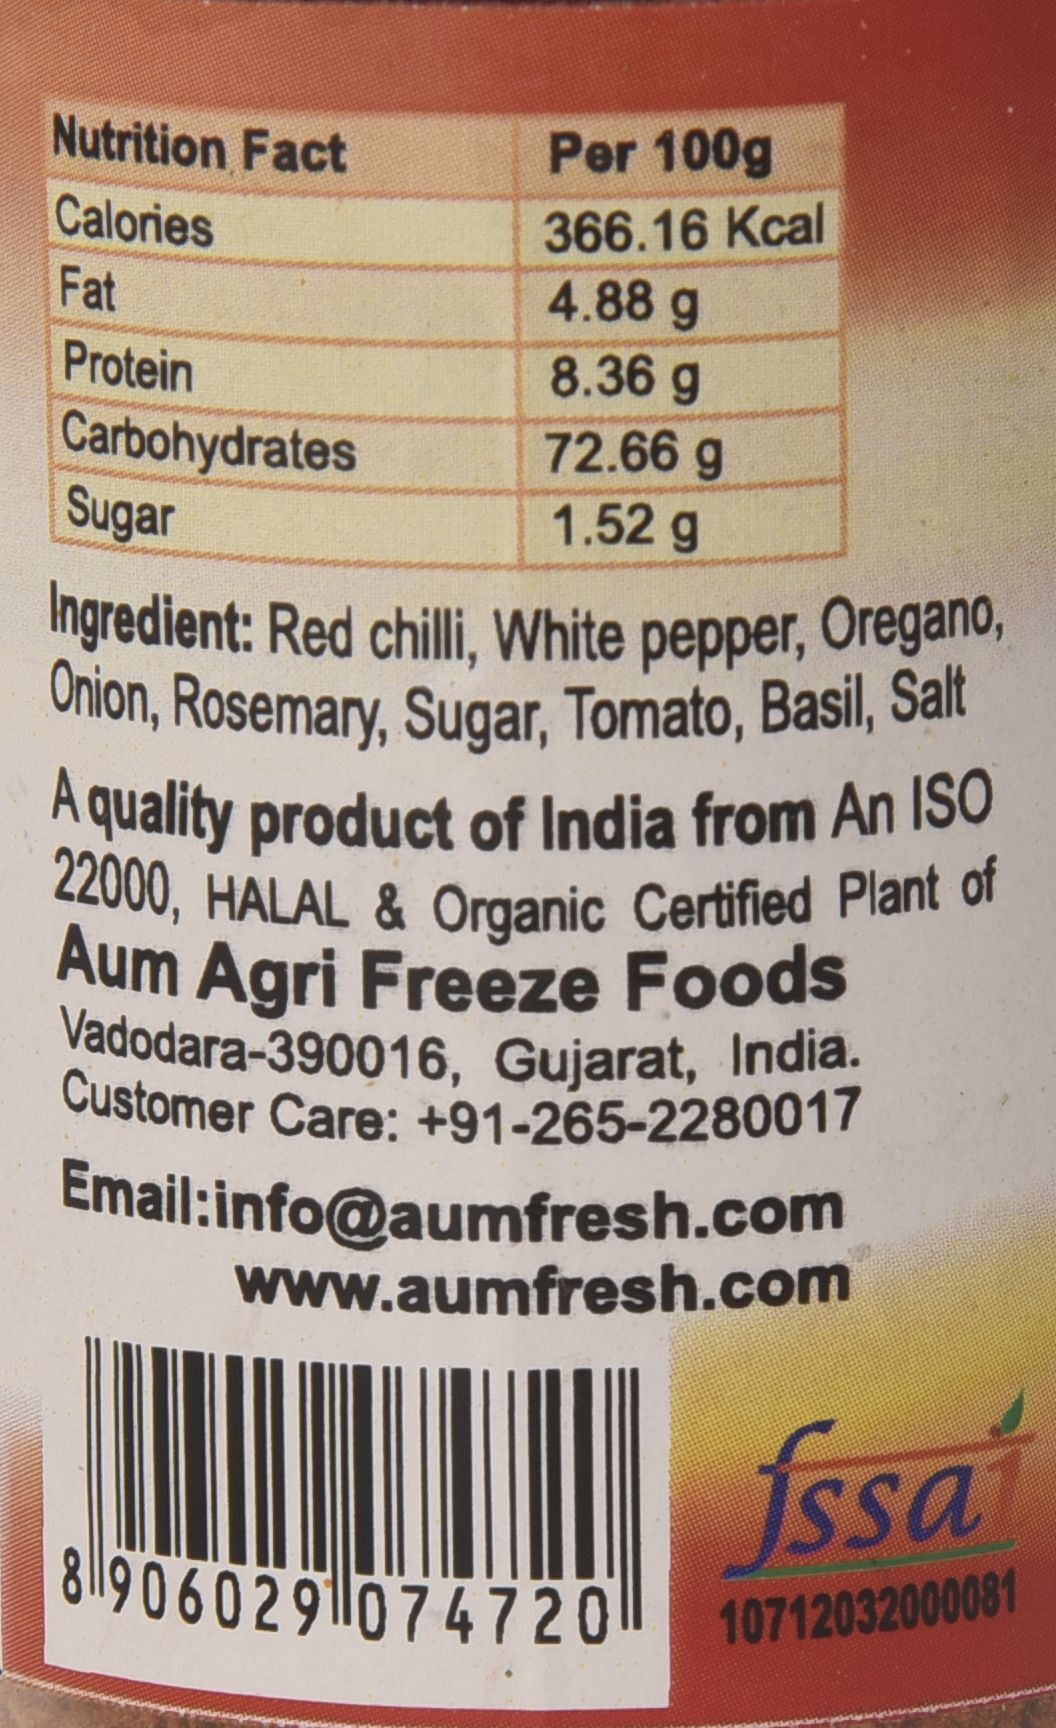 Nutrition Fact Per 100g
Calories 366.16 Kcal
Fat 4.88 g
Protein 8.36 g
Carbohydrates 72.66 g
Sugar 1.52 g
Ingredient: Red chilli, White pepper, Oregano,
Onion, Rosemary, Sugar, Tomato, Basil, Salt
A quality product of India from An ISO
22000, HALAL & Organic Certified Plant of
Aum Agri Freeze Foods
Vadodara-390016, Gujarat, India.
Customer Care: +91-265-2280017
Email:info@aumfresh.com
www.aumfresh.com
fssai
8 906029 074720
10712032000081